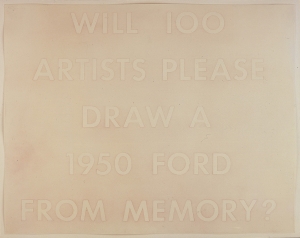 WILL 100
ARTISTS PLEASE
DRAW A
1950 FORD
FROM MEMORY?